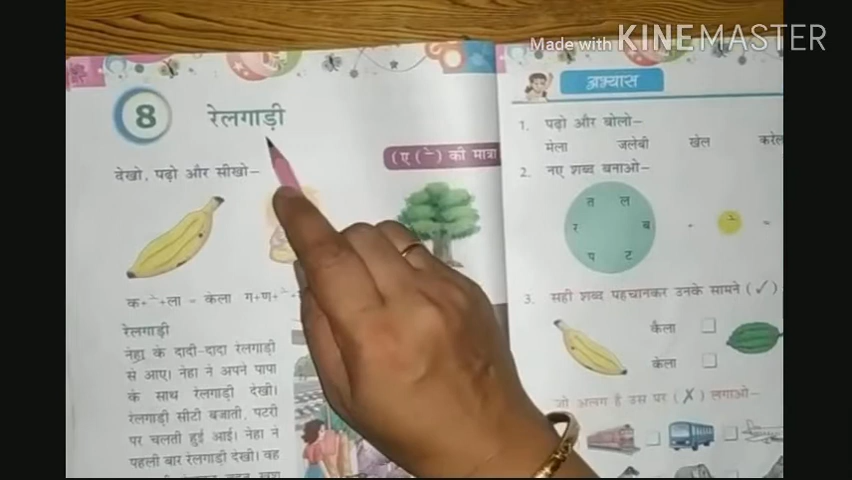 Made with KINEMASTER
8
रेलगाड़ी
(ए ( े ) की मात्रा
देखो, पढ़ो और सीखो–
क+ े +ला = केला ग+ण+ े +
रेलगाड़ी
नेहा के दादी-दादा रेलगाड़ी
से आए। नेहा ने अपने पापा
के साथ रेलगाड़ी देखी।
रेलगाड़ी सीटी बजाती, पटरी
पर चलती हुई आई। नेहा ने
पहली बार रेलगाड़ी देखी। वह
अभ्यास
1. पढ़ो और बोलो–
मेला जलेबी खेल करेल
2. नए शब्द बनाओ–
त ल
र ब
प ट
3. सही शब्द पहचानकर उनके सामने (✓)
कैला
केला
जो अलग है उस पर (✗) लगाओ–